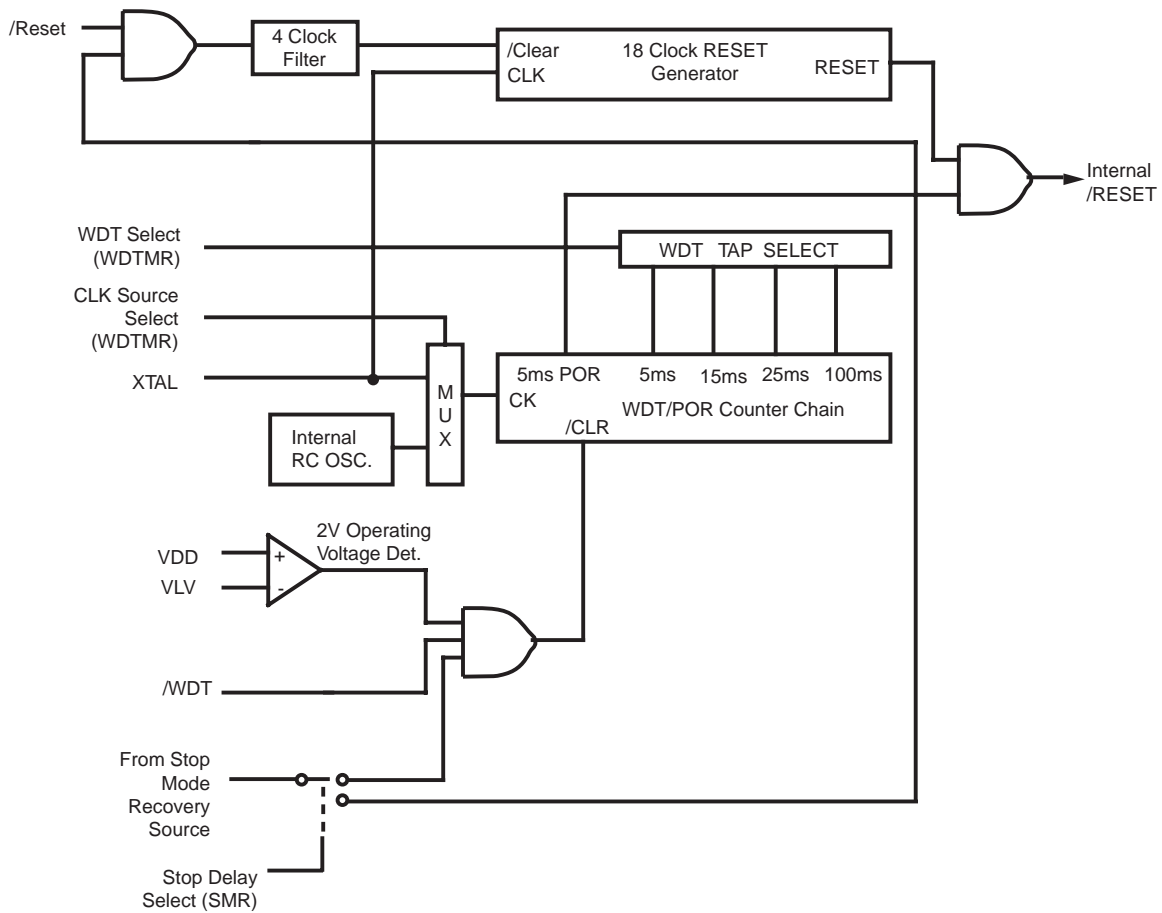 /Reset
4 Clock
Filter
/Clear
CLK
18 Clock RESET
Generator
RESET
Internal
/RESET
WDT Select
(WDTMR)
WDT TAP SELECT
CLK Source
Select
(WDTMR)
XTAL
M
U
X
5ms POR
5ms
15ms
25ms
100ms
CK
WDT/POR Counter Chain
/CLR
Internal
RC OSC.
2V Operating
Voltage Det.
VDD
+
VLV
-
/WDT
From Stop
Mode
Recovery
Source
Stop Delay
Select (SMR)